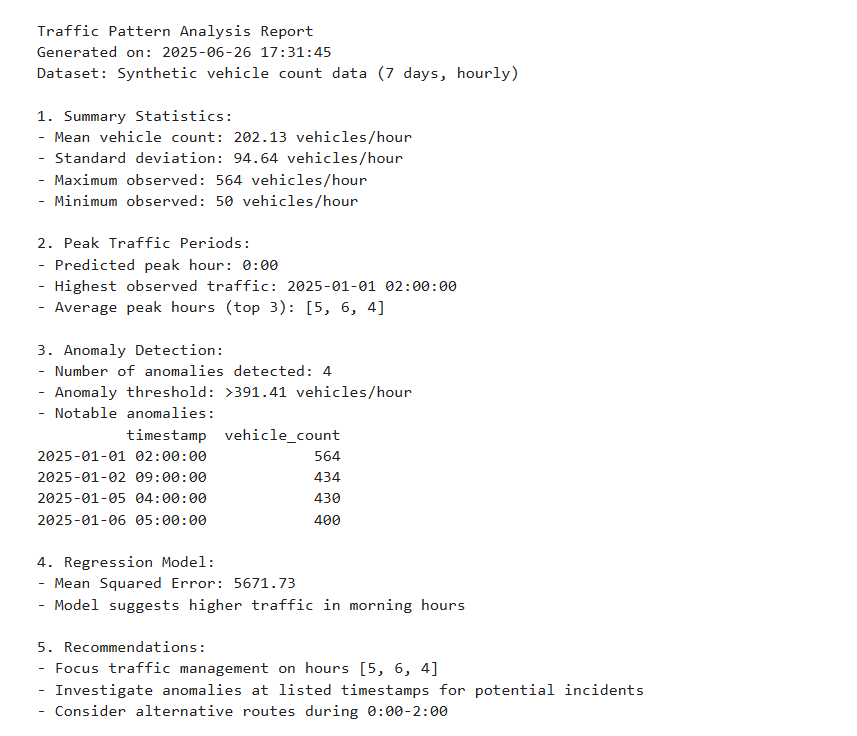 Traffic Pattern Analysis Report
Generated on: 2025-06-26 17:31:45
Dataset: Synthetic vehicle count data (7 days, hourly)
1. Summary Statistics:
- Mean vehicle count: 202.13 vehicles/hour
- Standard deviation: 94.64 vehicles/hour
- Maximum observed: 564 vehicles/hour
- Minimum observed: 50 vehicles/hour
2. Peak Traffic Periods:
- Predicted peak hour: 0:00
- Highest observed traffic: 2025-01-01 02:00:00
- Average peak hours (top 3): [5, 6, 4]
3. Anomaly Detection:
- Number of anomalies detected: 4
- Anomaly threshold: >391.41 vehicles/hour
- Notable anomalies:
timestamp vehicle_count
2025-01-01 02:00:00 564
2025-01-02 09:00:00 434
2025-01-05 04:00:00 430
2025-01-06 05:00:00 400
4. Regression Model:
- Mean Squared Error: 5671.73
- Model suggests higher traffic in morning hours
5. Recommendations:
- Focus traffic management on hours [5, 6, 4]
- Investigate anomalies at listed timestamps for potential incidents
- Consider alternative routes during 0:00-2:00